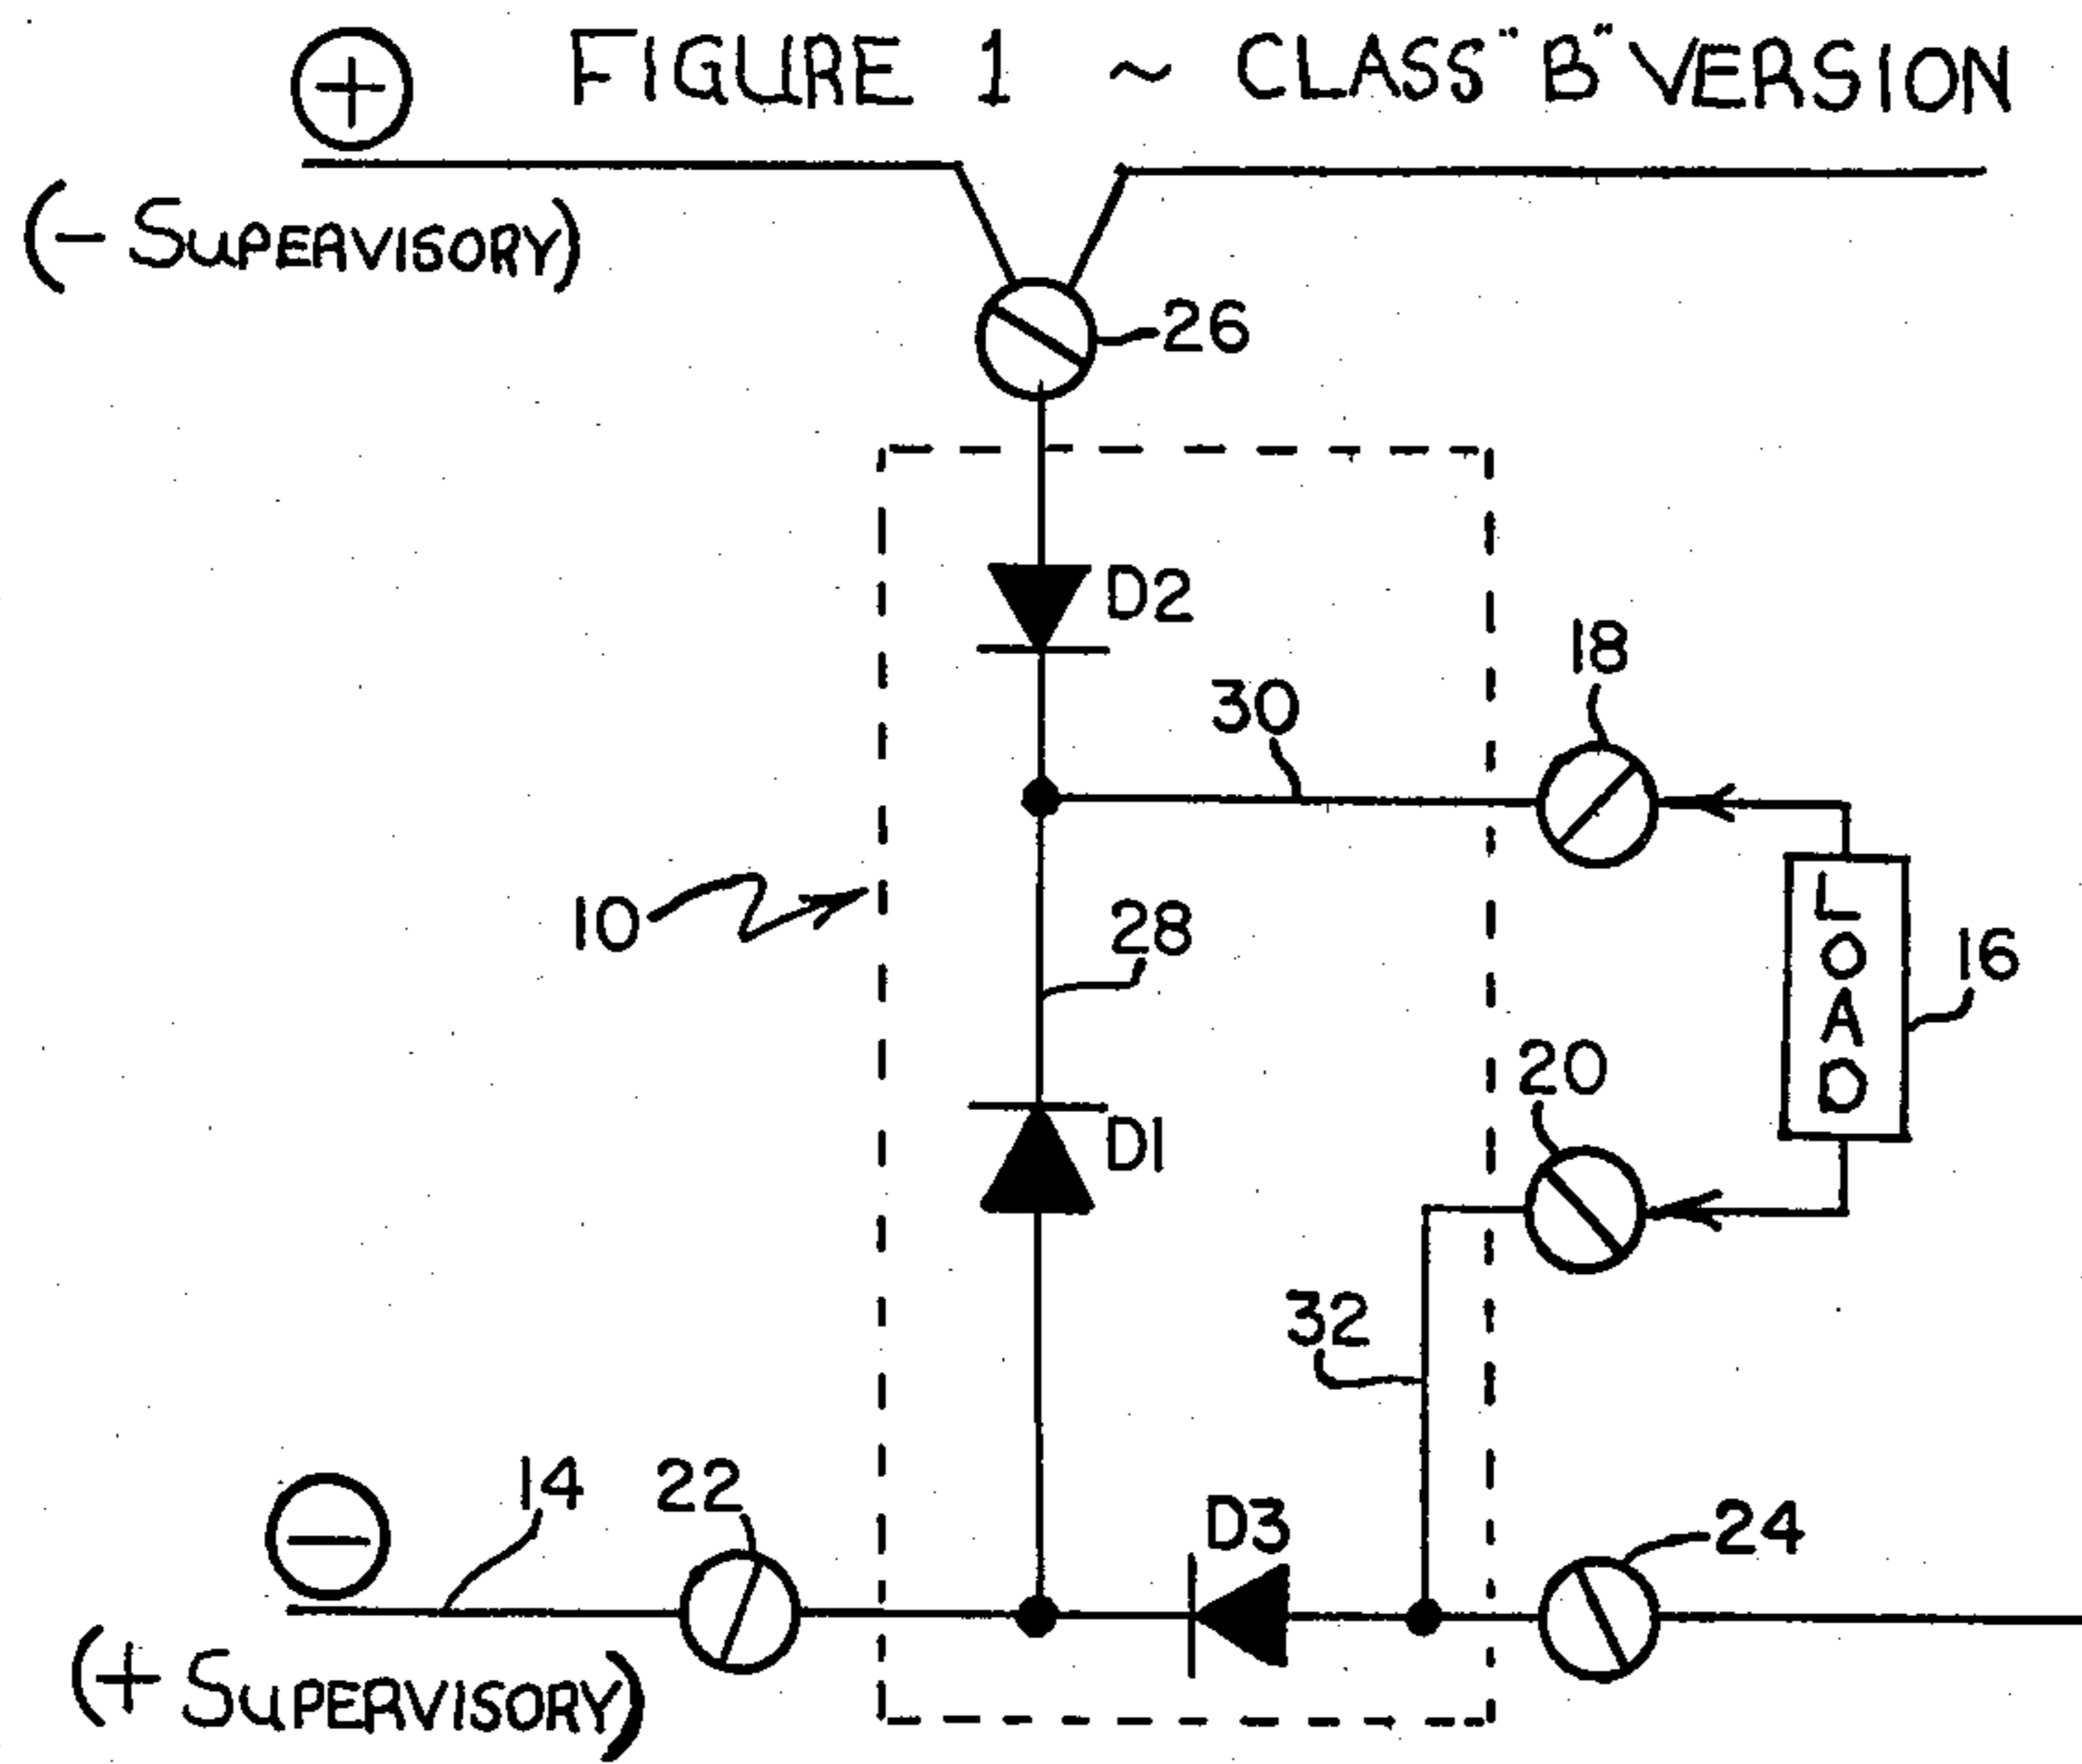 FIGURE 1 ~ CLASS "B" VERSION
+
(- SUPERVISORY)
26
D2
18
30
10
28
LOAD
16
20
D1
32
14
22
D3
24
-
(+ SUPERVISORY)